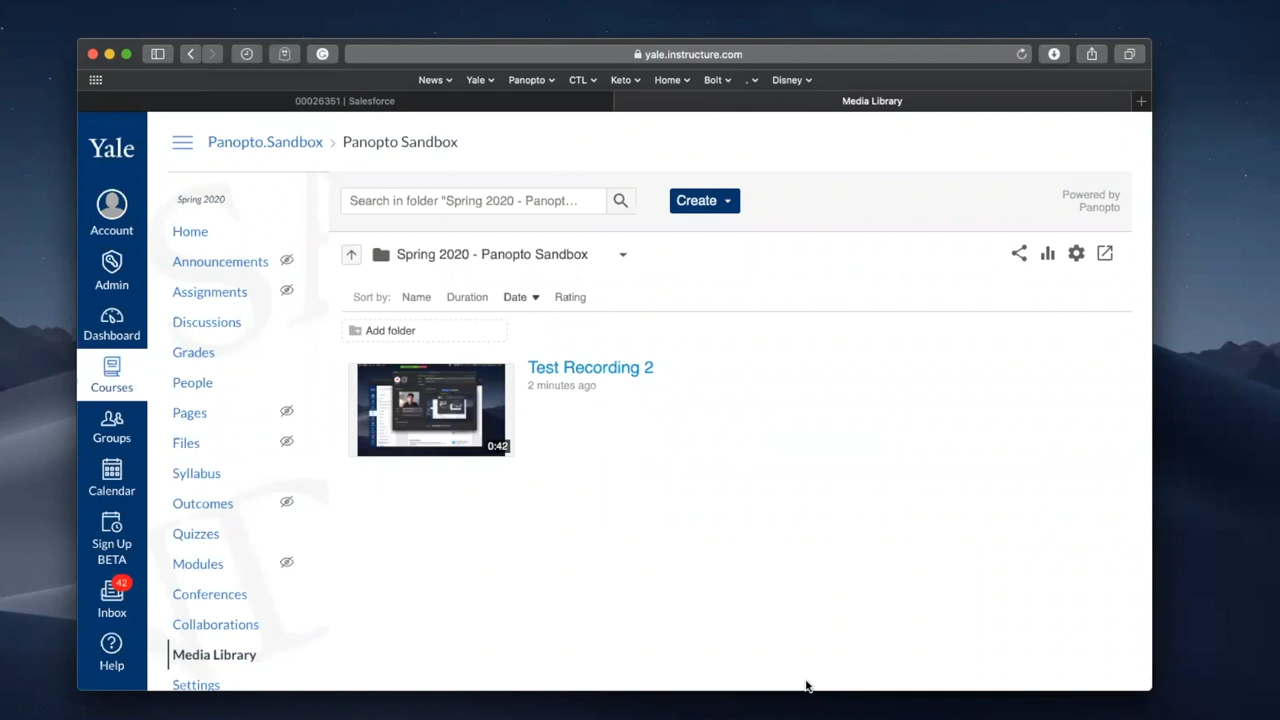 yale.instructure.com
News Yale Panopto CTL Keto Home Bolt . Disney
00026351 | Salesforce
Media Library
Yale
Account
Admin
Dashboard
Courses
Groups
Calendar
Sign Up
BETA
42
Inbox
Help
Panopto.Sandbox > Panopto Sandbox
Spring 2020
Home
Announcements
Assignments
Discussions
Grades
People
Pages
Files
Syllabus
Outcomes
Quizzes
Modules
Conferences
Collaborations
Media Library
Settings
Search in folder "Spring 2020 - Panopt...
Create
Powered by
Panopto
Spring 2020 - Panopto Sandbox
Sort by: Name Duration Date Rating
Add folder
0:42
Test Recording 2
2 minutes ago